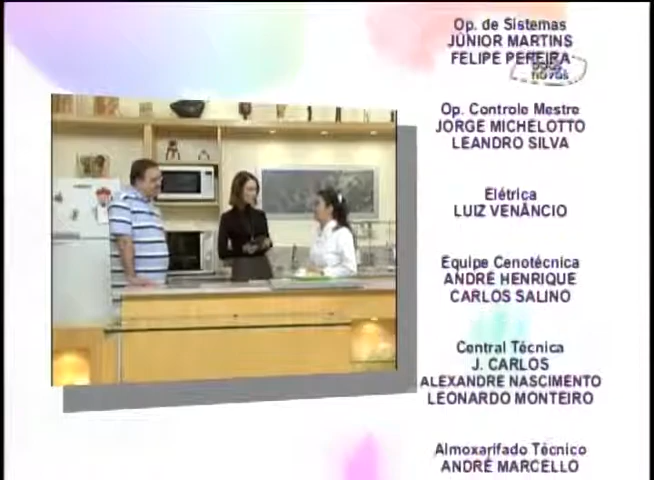 Op. de Sistemas
JÚNIOR MARTINS
FELIPE PEREIRA
novos
Op. Controle Mestre
JORGE MICHELOTTO
LEANDRO SILVA
Elétrica
LUIZ VENÂNCIO
Equipe Cenotécnica
ANDRÉ HENRIQUE
CARLOS SALINO
Central Técnica
J. CARLOS
ALEXANDRE NASCIMENTO
LEONARDO MONTEIRO
Almoxarifado Técnico
ANDRÉ MARCELLO